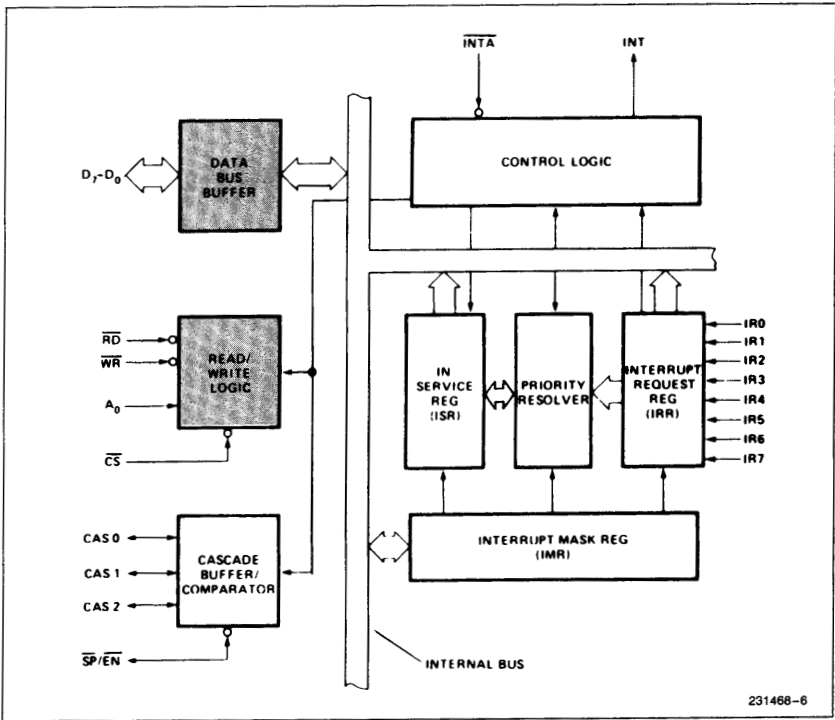 INTA
INT
D7-D0
DATA
BUS
BUFFER
CONTROL LOGIC
RD
WR
A0
CS
READ/
WRITE
LOGIC
IN
SERVICE
REG
(ISR)
PRIORITY
RESOLVER
INTERRUPT
REQUEST
REG
(IRR)
IR0
IR1
IR2
IR3
IR4
IR5
IR6
IR7
CAS 0
CAS 1
CAS 2
SP/EN
CASCADE
BUFFER/
COMPARATOR
INTERRUPT MASK REG
(IMR)
INTERNAL BUS
231468-6